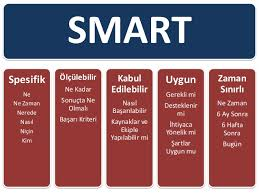 SMART
Spesifik
Ne
Ne Zaman
Nerede
Nasıl
Niçin
Kim
Ölçülebilir
Ne Kadar
Sonuçta Ne
Olmalı
Başarı Kriteri
Kabul
Edilebilir
Nasıl
Başarılabilir
Kaynaklar ve
Ekiple
Yapılabilir mi
Uygun
Gerekli mi
Desteklenir
mi
İhtiyaca
Yönelik mi
Şartlar
Uygun mu
Zaman
Sınırlı
Ne Zaman
6 Ay Sonra
6 Hafta
Sonra
Bugün